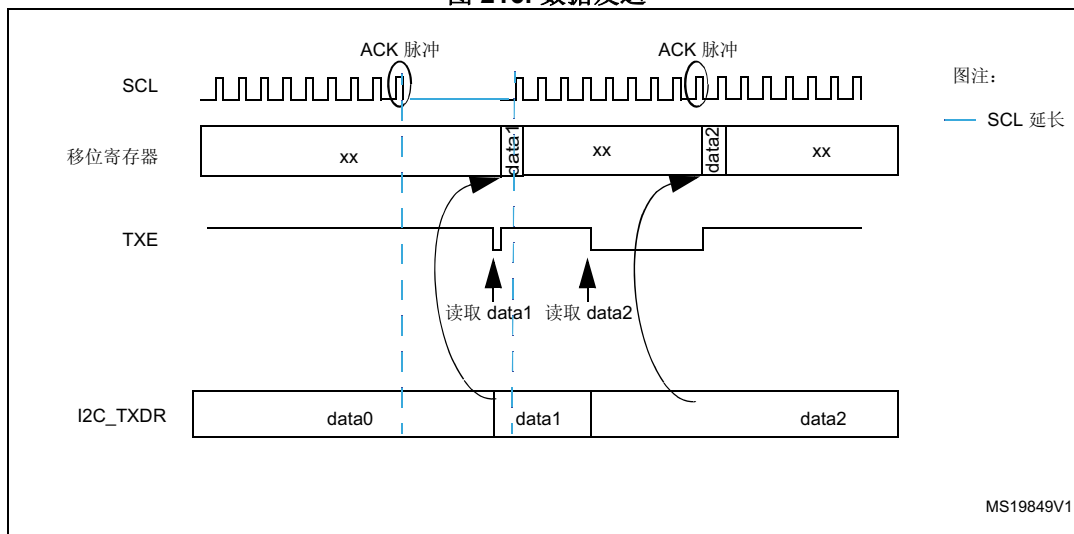 ACK 脉冲 ACK 脉冲
图注：
SCL
SCL 延长
移位寄存器 xx data1 xx data2 xx
TXE
读取 data1 读取 data2
I2C_TXDR data0 data1 data2
MS19849V1